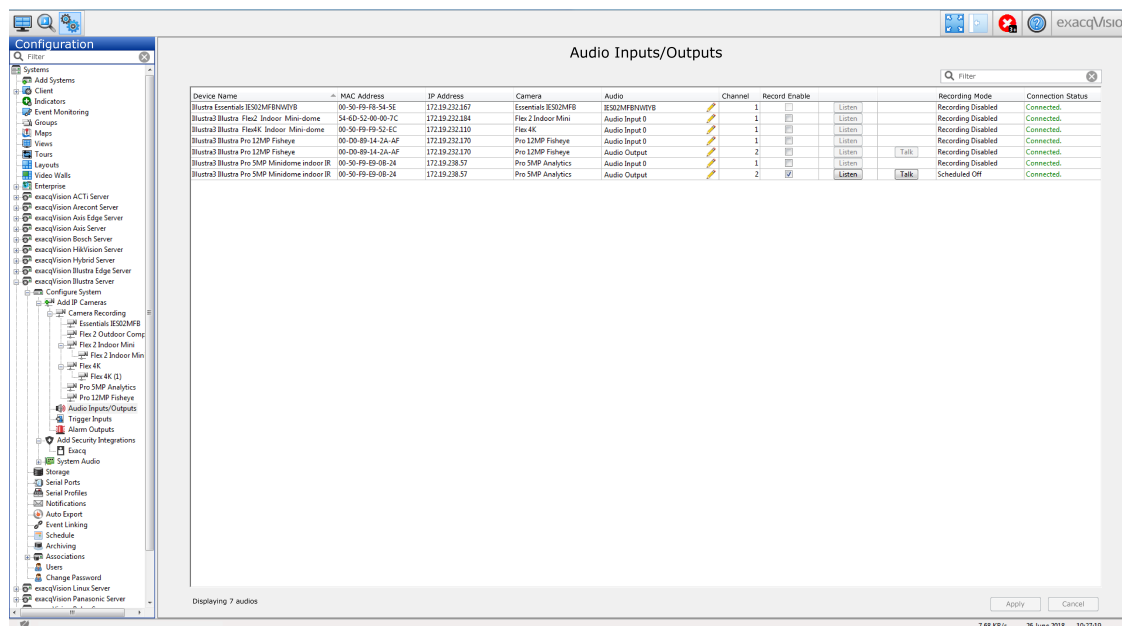 exacqVisio
Configuration
Filter
Systems
Add Systems
Client
Indicators
Event Monitoring
Groups
Maps
Views
Tours
Layouts
Video Walls
Enterprise
exacqVision ACTi Server
exacqVision Arecont Server
exacqVision Axis Edge Server
exacqVision Axis Server
exacqVision Bosch Server
exacqVision HikVision Server
exacqVision Hybrid Server
exacqVision Illustra Edge Server
exacqVision Illustra Server
Configure System
Add IP Cameras
Camera Recording
Essentials IES02MFB
Flex 2 Outdoor Comp
Flex 2 Indoor Mini
Flex 2 Indoor Min
Flex 4K
Flex 4K (1)
Pro 5MP Analytics
Pro 12MP Fisheye
Audio Inputs/Outputs
Trigger Inputs
Alarm Outputs
Add Security Integrations
Exacq
System Audio
Storage
Serial Ports
Serial Profiles
Notifications
Auto Export
Event Linking
Schedule
Archiving
Associations
Users
Change Password
exacqVision Linux Server
exacqVision Panasonic Server
Audio Inputs/Outputs
Filter
Device Name MAC Address IP Address Camera Audio Channel Record Enable Recording Mode Connection Status
Illustra Essentials IES02MFBNWIYB 00-50-F9-F8-54-5E 172.19.232.167 Essentials IES02MFB IES02MFBNWIYB 1 Listen Recording Disabled Connected.
Illustra3 Illustra Flex2 Indoor Mini-dome 54-6D-52-00-00-7C 172.19.232.184 Flex 2 Indoor Mini Audio Input 0 1 Listen Recording Disabled Connected.
Illustra3 Illustra Flex4K Indoor Mini-dome 00-50-F9-F9-52-EC 172.19.232.110 Flex 4K Audio Input 0 1 Listen Recording Disabled Connected.
Illustra3 Illustra Pro 12MP Fisheye 00-00-89-14-2A-AF 172.19.232.170 Pro 12MP Fisheye Audio Input 0 1 Listen Recording Disabled Connected.
Illustra3 Illustra Pro 12MP Fisheye 00-00-89-14-2A-AF 172.19.232.170 Pro 12MP Fisheye Audio Output 2 Listen Talk Recording Disabled Connected.
Illustra3 Illustra Pro 5MP Minidome indoor IR 00-50-F9-E9-0B-24 172.19.238.57 Pro 5MP Analytics Audio Input 0 1 Listen Recording Disabled Connected.
Illustra3 Illustra Pro 5MP Minidome indoor IR 00-50-F9-E9-0B-24 172.19.238.57 Pro 5MP Analytics Audio Output 2 Listen Talk Scheduled Off Connected.
Displaying 7 audios
Apply Cancel
7.68 KB/s 26 June 2018 10:27:19